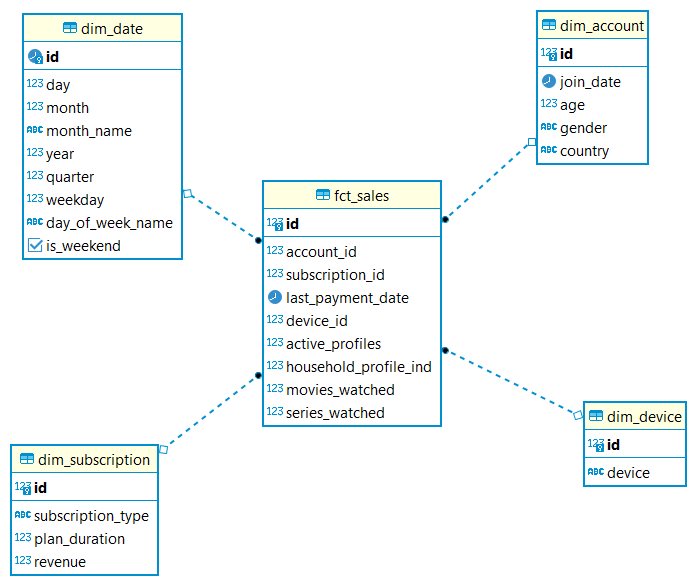 dim_date
id
123 day
123 month
ABC month_name
123 year
123 quarter
123 weekday
ABC day_of_week_name
is_weekend
dim_account
123 id
join_date
123 age
ABC gender
ABC country
fct_sales
123 id
123 account_id
123 subscription_id
last_payment_date
123 device_id
123 active_profiles
123 household_profile_ind
123 movies_watched
123 series_watched
dim_subscription
123 id
ABC subscription_type
123 plan_duration
123 revenue
dim_device
123 id
ABC device